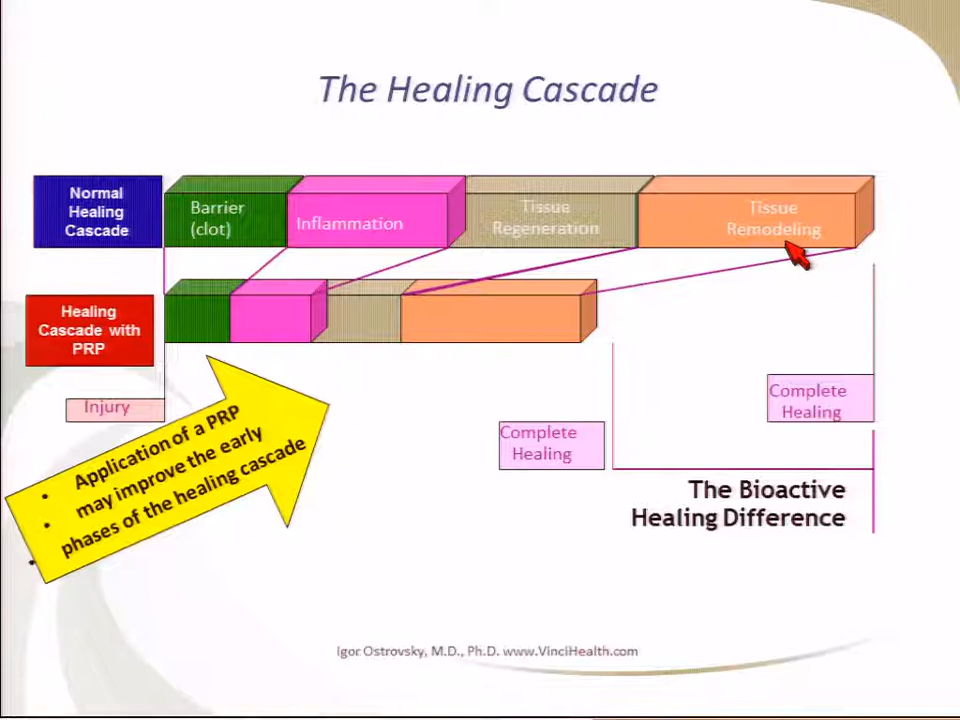 The Healing Cascade
Normal
Healing
Cascade
Barrier
(clot)
Inflammation
Tissue
Regeneration
Tissue
Remodeling
Healing
Cascade with
PRP
Injury
• Application of a PRP
• may improve the early
phases of the healing cascade
•
Complete
Healing
Complete
Healing
The Bioactive
Healing Difference
Igor Ostrovsky, M.D., Ph.D. www.VinciHealth.com